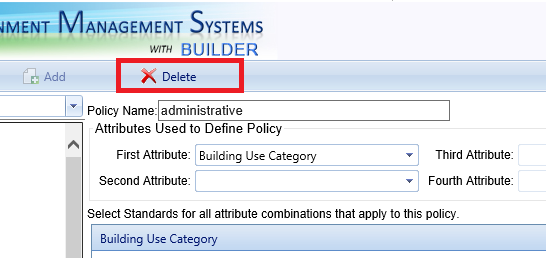 NMENT MANAGEMENT SYSTEMS
WITH BUILDER
Add Delete
Policy Name: administrative
Attributes Used to Define Policy
First Attribute: Building Use Category Third Attribute:
Second Attribute: Fourth Attribute:
Select Standards for all attribute combinations that apply to this policy.
Building Use Category